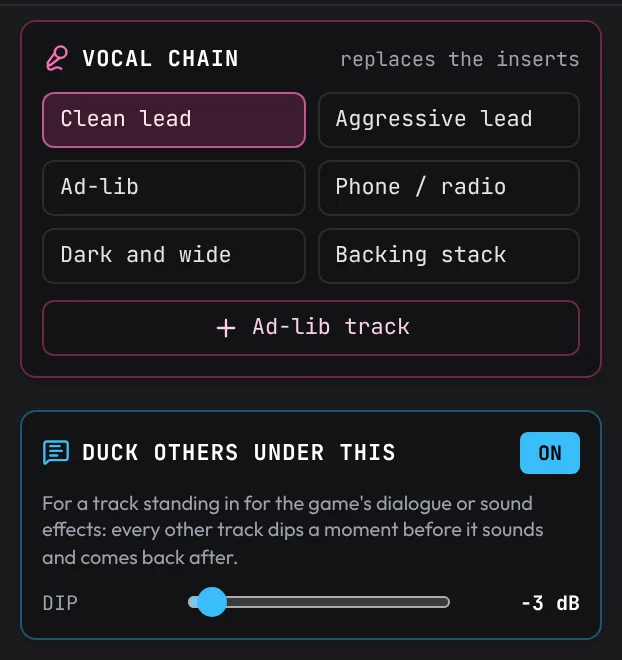 VOCAL CHAIN replaces the inserts
Clean lead Aggressive lead
Ad-lib Phone / radio
Dark and wide Backing stack
+ Ad-lib track
DUCK OTHERS UNDER THIS ON
For a track standing in for the game's dialogue or sound
effects: every other track dips a moment before it sounds
and comes back after.
DIP -3 dB